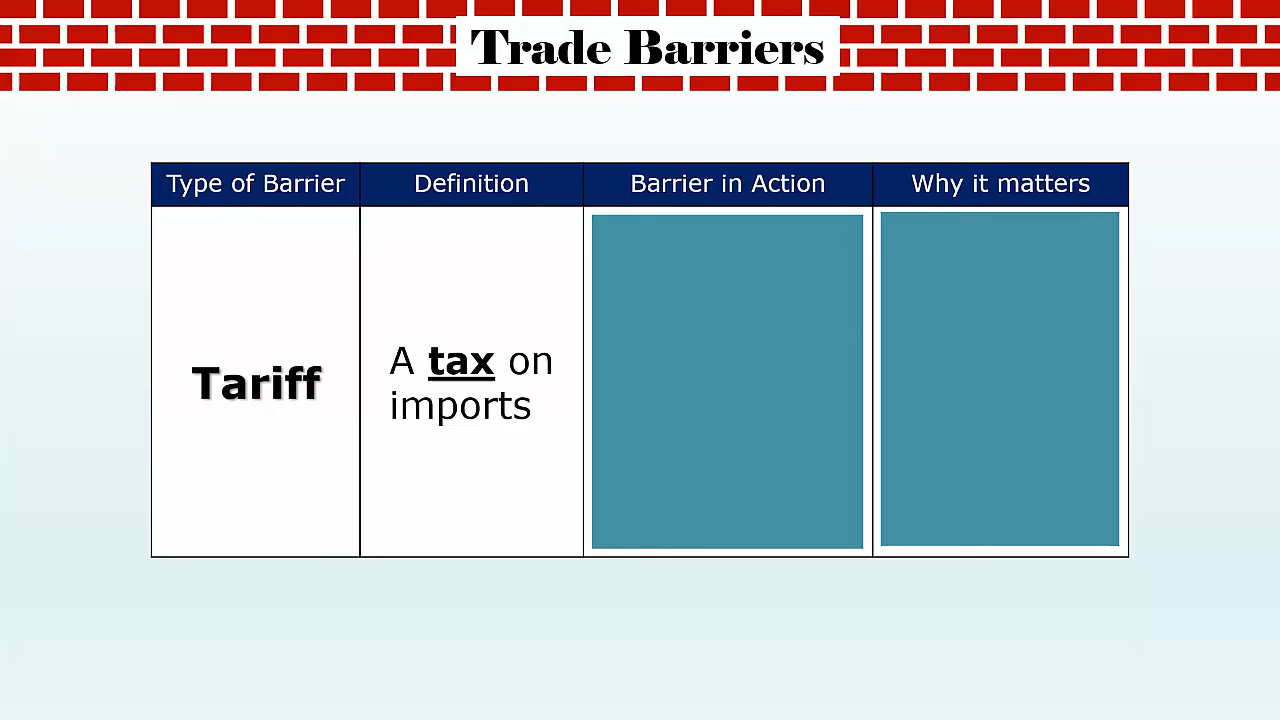 Trade Barriers
Type of Barrier
Definition
Barrier in Action
Why it matters
Tariff
A tax on
imports